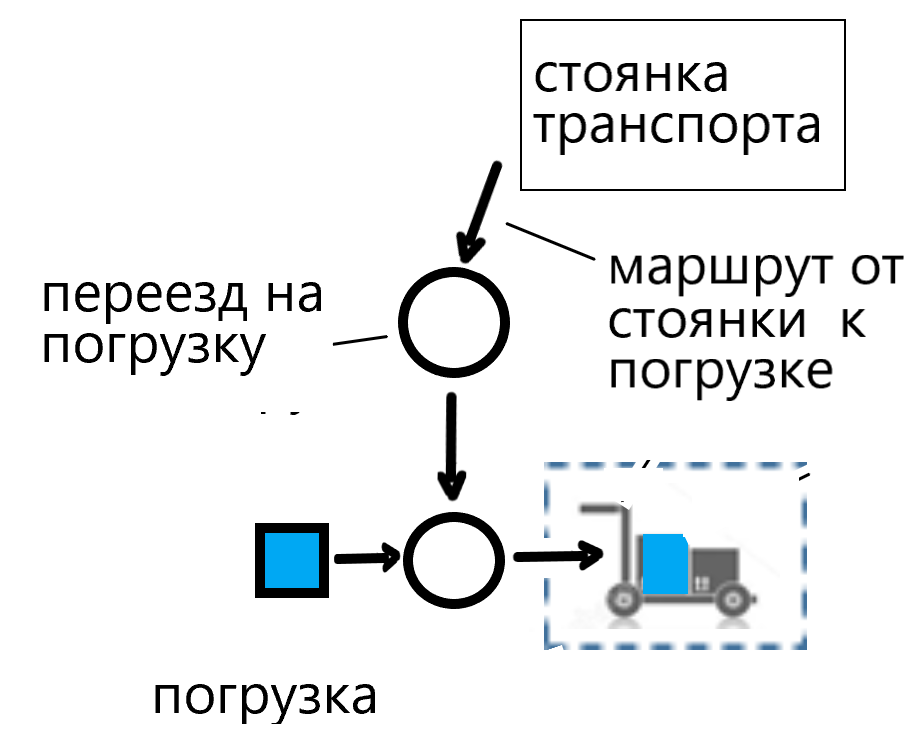 стоянка
транспорта
маршрут от
стоянки к
погрузке
переезд на
погрузку
погрузка